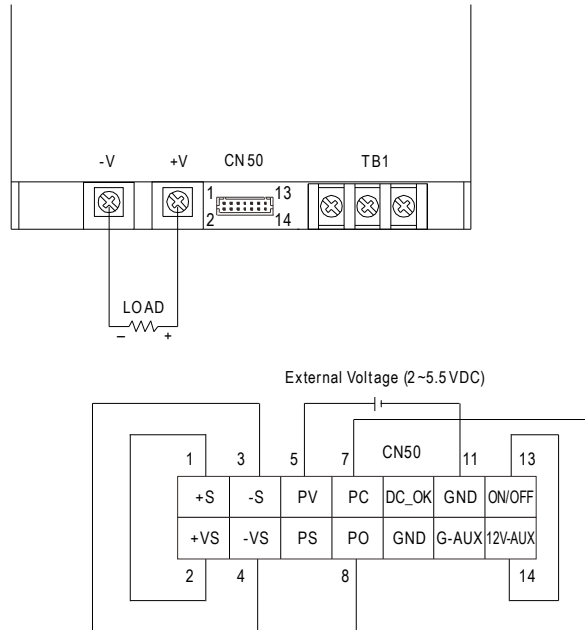 -V +V CN50 TB1
1 13
2 14
LOAD
– +
External Voltage (2~5.5VDC)
CN50
1 3 5 7 11 13
+S -S PV PC DC_OK GND ON/OFF
+VS -VS PS PO GND G-AUX 12V-AUX
2 4 8 14